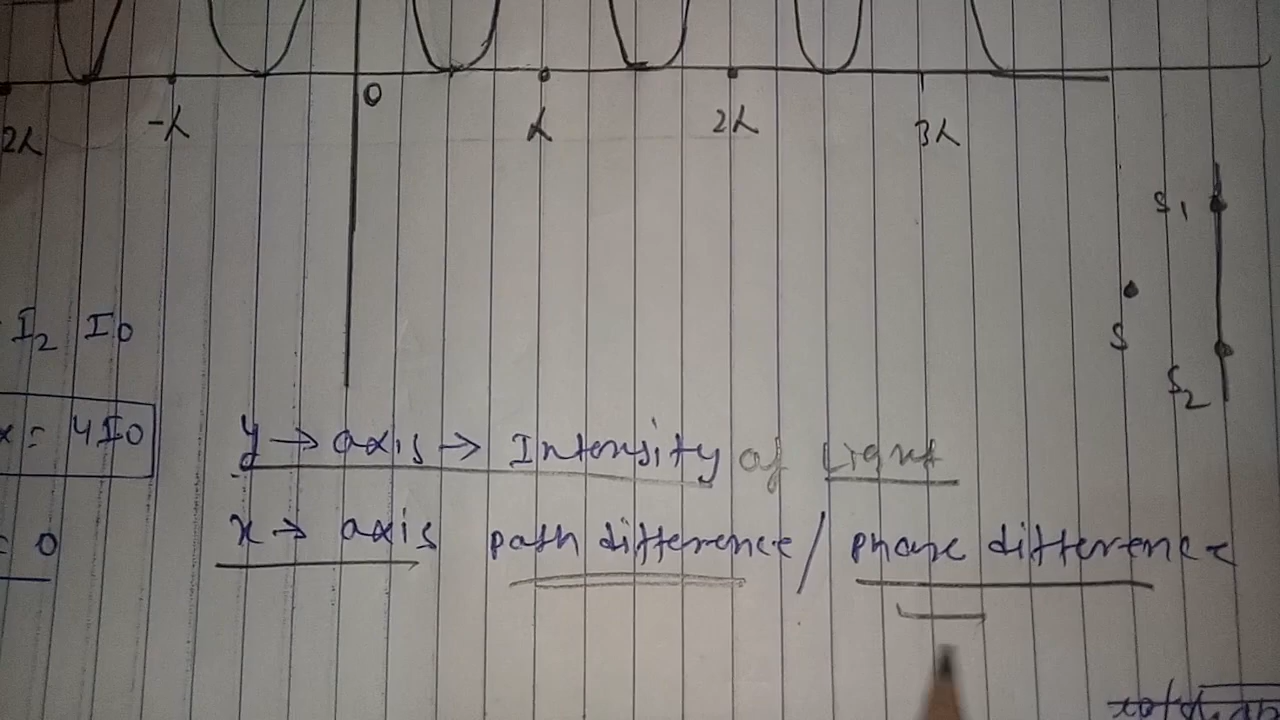 0
2λ -λ λ 2λ 3λ
S1
S
S2
I2 I0
= 4I0
y → axis → Intensity of Light
= 0
x → axis path difference / phase difference